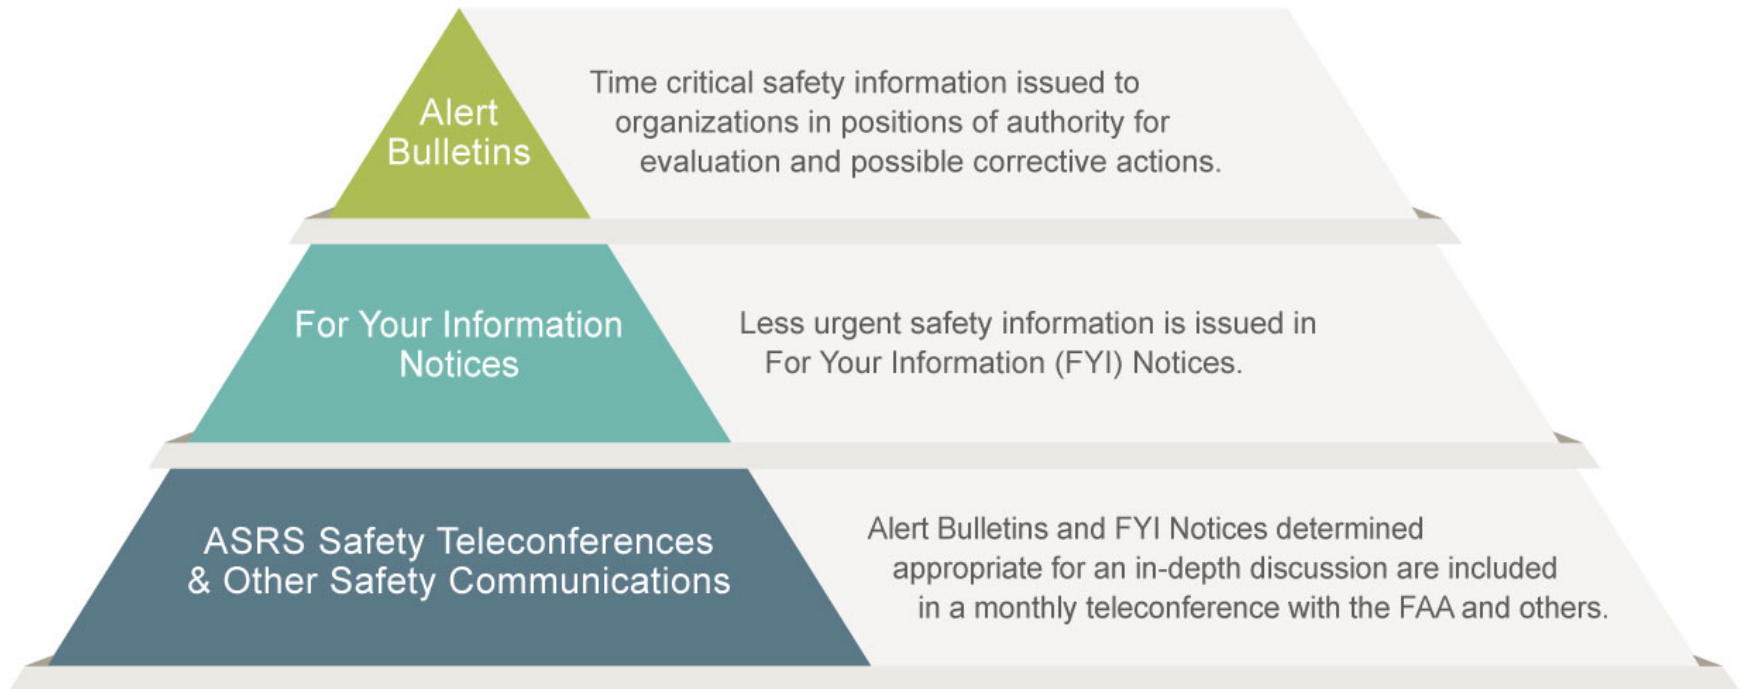 Alert
Bulletins
Time critical safety information issued to
organizations in positions of authority for
evaluation and possible corrective actions.
For Your Information
Notices
Less urgent safety information is issued in
For Your Information (FYI) Notices.
ASRS Safety Teleconferences
& Other Safety Communications
Alert Bulletins and FYI Notices determined
appropriate for an in-depth discussion are included
in a monthly teleconference with the FAA and others.